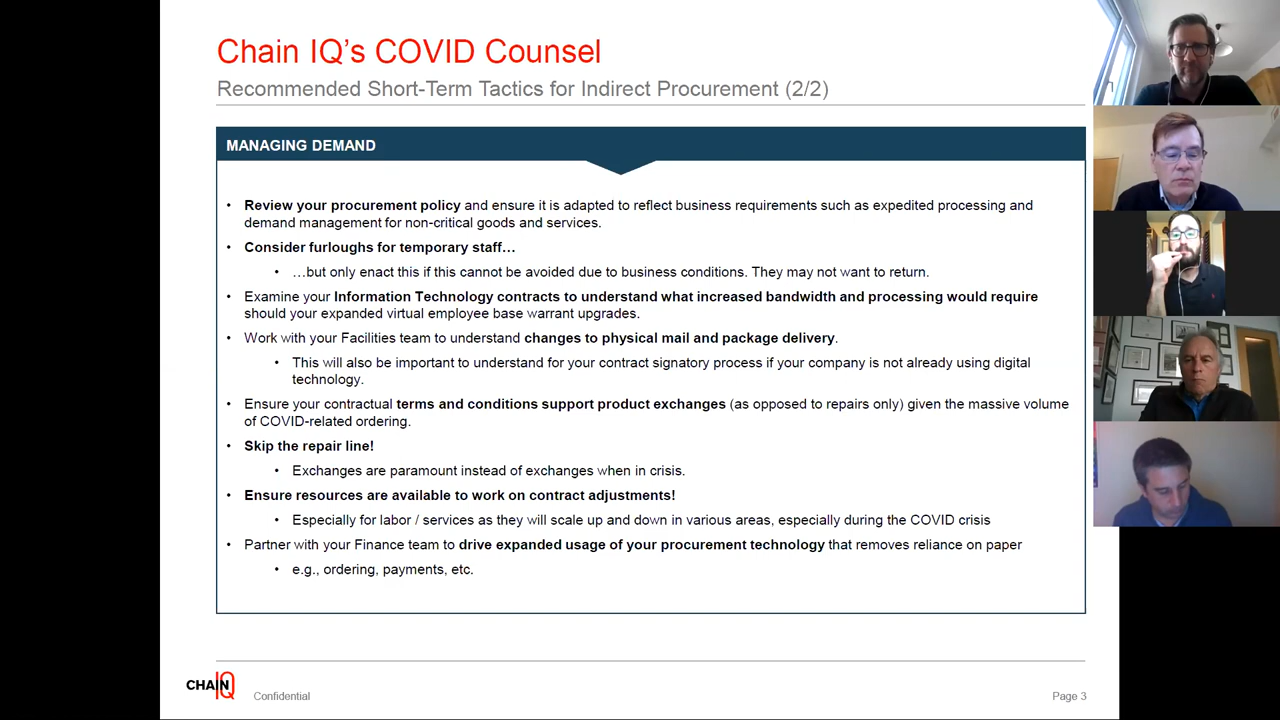 Chain IQ's COVID Counsel
Recommended Short-Term Tactics for Indirect Procurement (2/2)
MANAGING DEMAND
• Review your procurement policy and ensure it is adapted to reflect business requirements such as expedited processing and
demand management for non-critical goods and services.
• Consider furloughs for temporary staff…
• …but only enact this if this cannot be avoided due to business conditions. They may not want to return.
• Examine your Information Technology contracts to understand what increased bandwidth and processing would require
should your expanded virtual employee base warrant upgrades.
• Work with your Facilities team to understand changes to physical mail and package delivery.
• This will also be important to understand for your contract signatory process if your company is not already using digital
technology.
• Ensure your contractual terms and conditions support product exchanges (as opposed to repairs only) given the massive volume
of COVID-related ordering.
• Skip the repair line!
• Exchanges are paramount instead of exchanges when in crisis.
• Ensure resources are available to work on contract adjustments!
• Especially for labor / services as they will scale up and down in various areas, especially during the COVID crisis
• Partner with your Finance team to drive expanded usage of your procurement technology that removes reliance on paper
• e.g., ordering, payments, etc.
CHAIN IQ
Confidential
Page 3